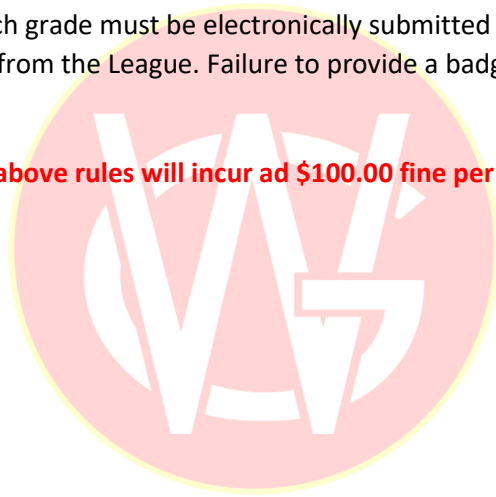 ch grade must be electronically submitted
from the League. Failure to provide a badg
above rules will incur ad $100.00 fine per
WG